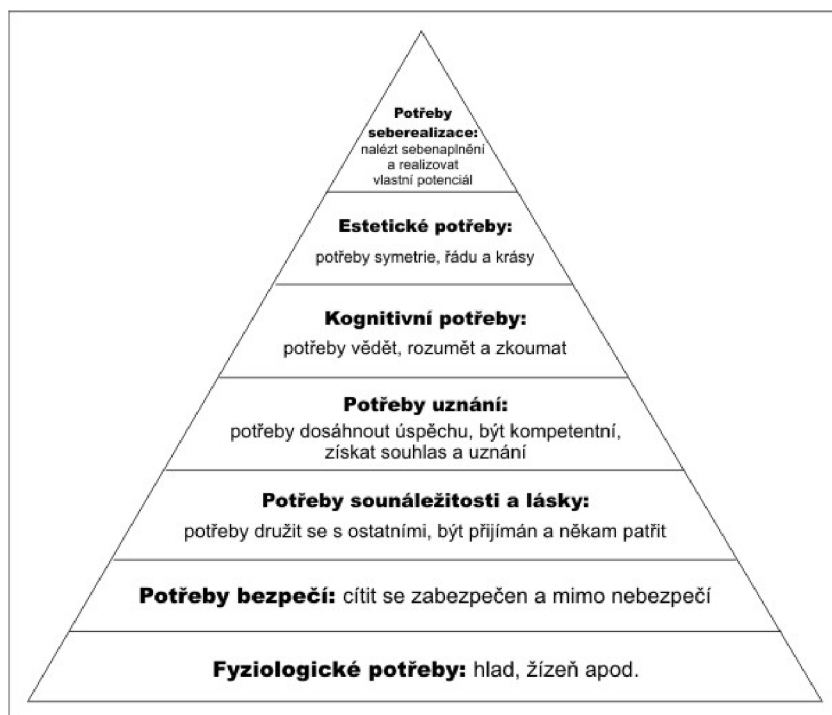 Potřeby
seberealizace:
nalézt sebenaplnění
a realizovat
vlastní potenciál
Estetické potřeby:
potřeby symetrie, řádu a krásy
Kognitivní potřeby:
potřeby vědět, rozumět a zkoumat
Potřeby uznání:
potřeby dosáhnout úspěchu, být kompetentní,
získat souhlas a uznání
Potřeby sounáležitosti a lásky:
potřeby družit se s ostatními, být přijímán a někam patřit
Potřeby bezpečí: cítit se zabezpečen a mimo nebezpečí
Fyziologické potřeby: hlad, žízeň apod.